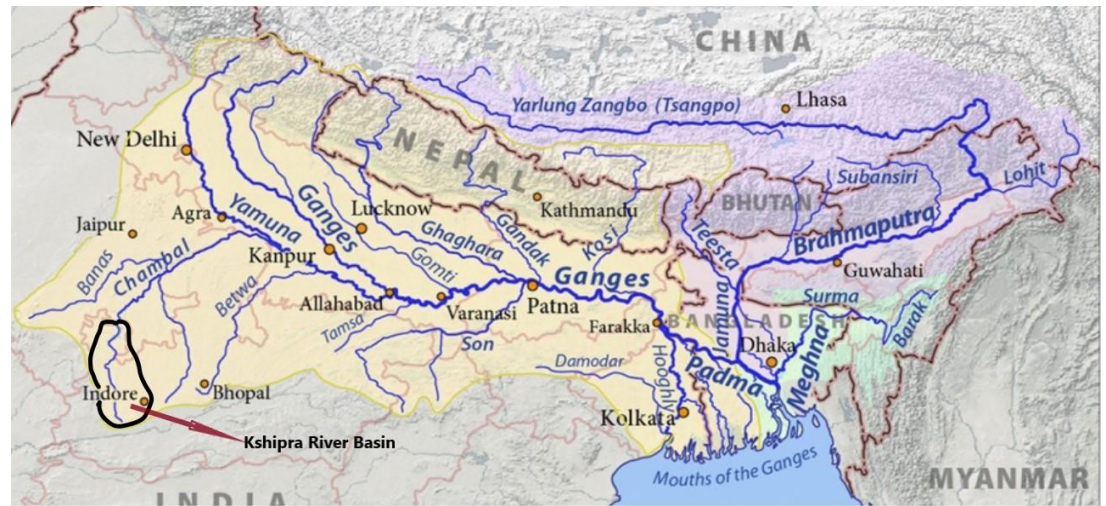 CHINA
Yarlung Zangbo (Tsangpo)
Lhasa
New Delhi
NEPAL
Subansiri
Lohit
BHUTAN
Kathmandu
Jaipur
Agra
Yamuna
Ganges
Lucknow
Ghaghara
Gandak
Kosi
Teesta
Brahmaputra
Guwahati
Banas
Chambal
Kanpur
Gomti
Ganges
Betwa
Allahabad
Varanasi
Patna
Surma
Barak
Jamuna
Farakka
BANGLADESH
Tamsa
Son
Dhaka
Meghna
Damodar
Hooghly
Padma
Indore
Bhopal
Kolkata
Kshipra River Basin
Mouths of the Ganges
MYANMAR
INDIA